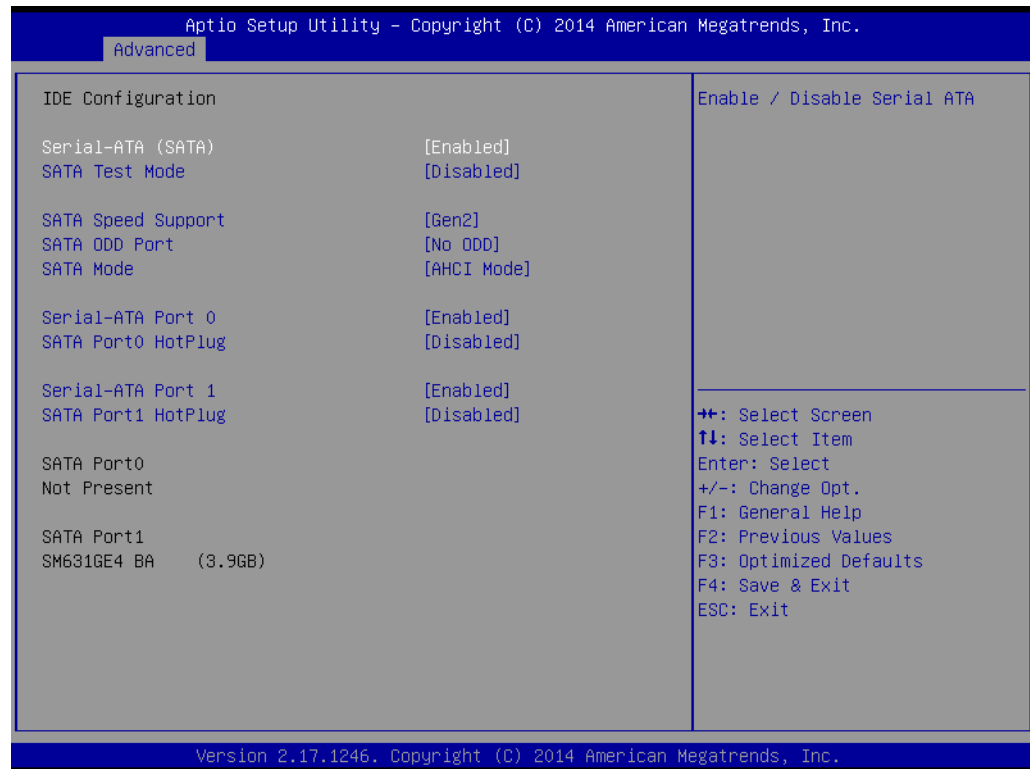 Aptio Setup Utility – Copyright (C) 2014 American Megatrends, Inc.
Advanced
IDE Configuration
Serial-ATA (SATA) [Enabled]
SATA Test Mode [Disabled]
SATA Speed Support [Gen2]
SATA ODD Port [No ODD]
SATA Mode [AHCI Mode]
Serial-ATA Port 0 [Enabled]
SATA Port0 HotPlug [Disabled]
Serial-ATA Port 1 [Enabled]
SATA Port1 HotPlug [Disabled]
SATA Port0
Not Present
SATA Port1
SM631GE4 BA (3.9GB)
Enable / Disable Serial ATA
→←: Select Screen
↑↓: Select Item
Enter: Select
+/-: Change Opt.
F1: General Help
F2: Previous Values
F3: Optimized Defaults
F4: Save & Exit
ESC: Exit
Version 2.17.1246. Copyright (C) 2014 American Megatrends, Inc.